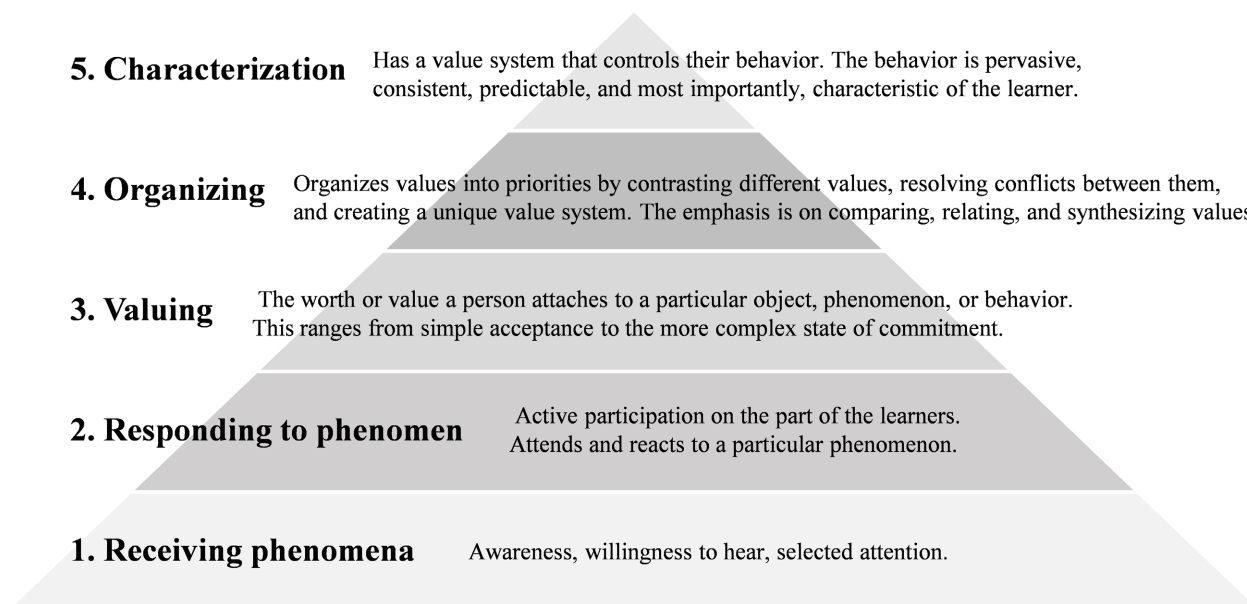 5. Characterization
Has a value system that controls their behavior. The behavior is pervasive,
consistent, predictable, and most importantly, characteristic of the learner.
4. Organizing
Organizes values into priorities by contrasting different values, resolving conflicts between them,
and creating a unique value system. The emphasis is on comparing, relating, and synthesizing values
3. Valuing
The worth or value a person attaches to a particular object, phenomenon, or behavior.
This ranges from simple acceptance to the more complex state of commitment.
2. Responding to phenomen
Active participation on the part of the learners.
Attends and reacts to a particular phenomenon.
1. Receiving phenomena
Awareness, willingness to hear, selected attention.